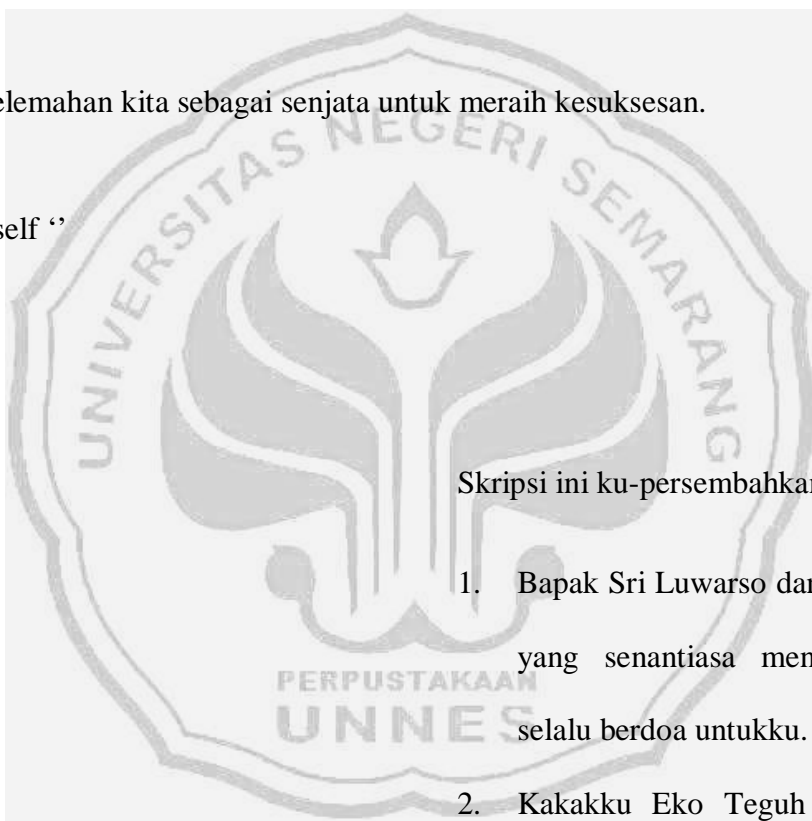 elemahan kita sebagai senjata untuk meraih kesuksesan.
UNIVERSITAS NEGERI SEMARANG
self ‘’
Skripsi ini ku-persembahkan
1. Bapak Sri Luwarso dan
yang senantiasa men
PERPUSTAKAAN
UNNES
selalu berdoa untukku.
2. Kakakku Eko Teguh